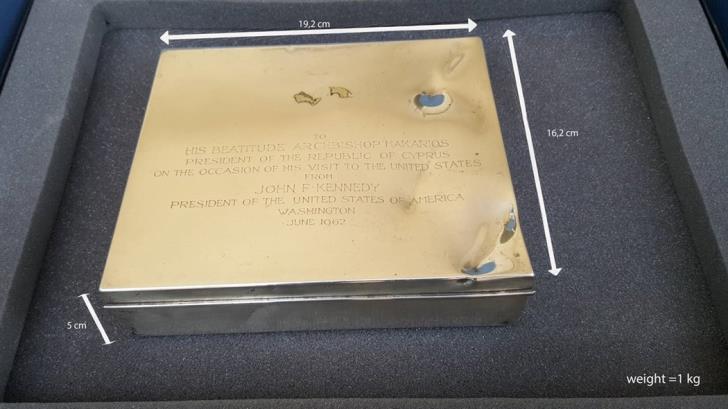 19,2 cm
TO
HIS BEATITUDE ARCHBISHOP MAKARIOS
PRESIDENT OF THE REPUBLIC OF CYPRUS
ON THE OCCASION OF HIS VISIT TO THE UNITED STATES
FROM
JOHN F. KENNEDY
PRESIDENT OF THE UNITED STATES OF AMERICA
WASHINGTON
JUNE 1962
16,2 cm
5 cm
weight =1 kg